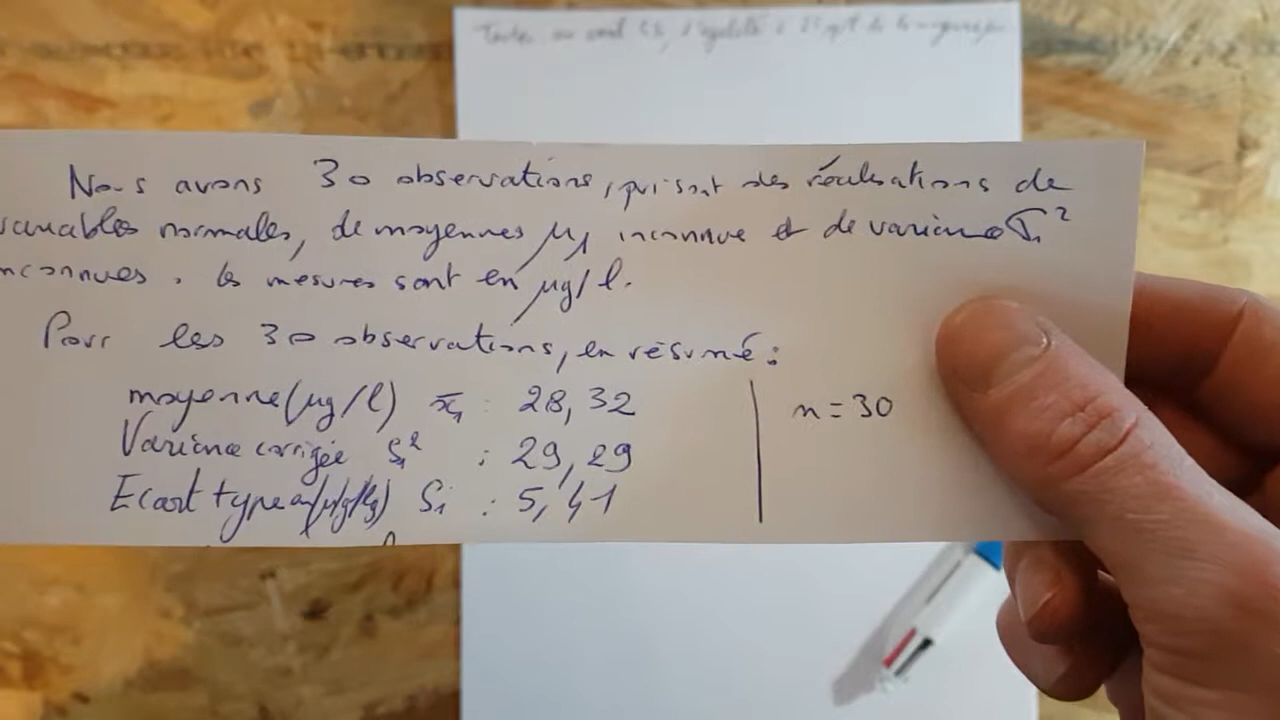 Nous avons 30 observations, qui sont des réalisations de
variables normales, de moyennes μ₁ inconnue et de variance σ₁²
inconnues. les mesures sont en μg/l.
Pour les 30 observations, en résumé :
moyenne (μg/l) x̄₁ : 28,32 n = 30
Variance corrigée S₁² : 29,29
Ecart type S₁ : 5,41